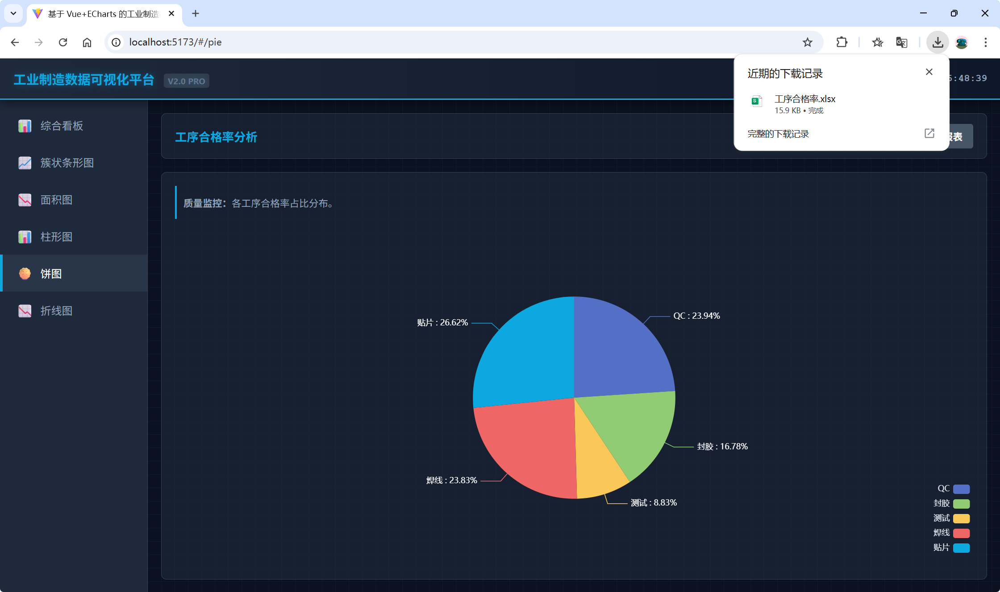 基于 Vue+ECharts 的工业制造
localhost:5173/#/pie
工业制造数据可视化平台 V2.0 PRO
:48:39
近期的下载记录
工序合格率.xlsx
15.9 KB • 完成
完整的下载记录
综合看板
簇状条形图
面积图
柱形图
饼图
折线图
工序合格率分析
表
质量监控：各工序合格率占比分布。
贴片 : 26.62%
QC : 23.94%
封胶 : 16.78%
焊线 : 23.83%
测试 : 8.83%
QC
封胶
测试
焊线
贴片